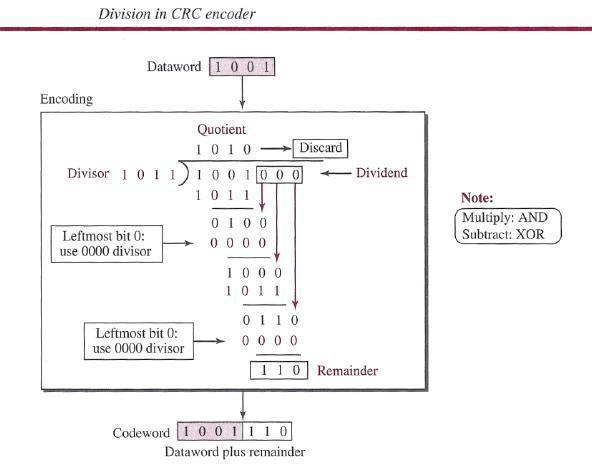 Division in CRC encoder
Dataword 1 0 0 1
Encoding
Quotient
1 0 1 0 Discard
Divisor 1 0 1 1 1 0 0 1 0 0 0 Dividend
1 0 1 1
Note:
Multiply: AND
Subtract: XOR
0 1 0 0
Leftmost bit 0:
use 0000 divisor
0 0 0 0
1 0 0 0
1 0 1 1
0 1 1 0
Leftmost bit 0:
use 0000 divisor
0 0 0 0
1 1 0 Remainder
Codeword 1 0 0 1 1 1 0
Dataword plus remainder